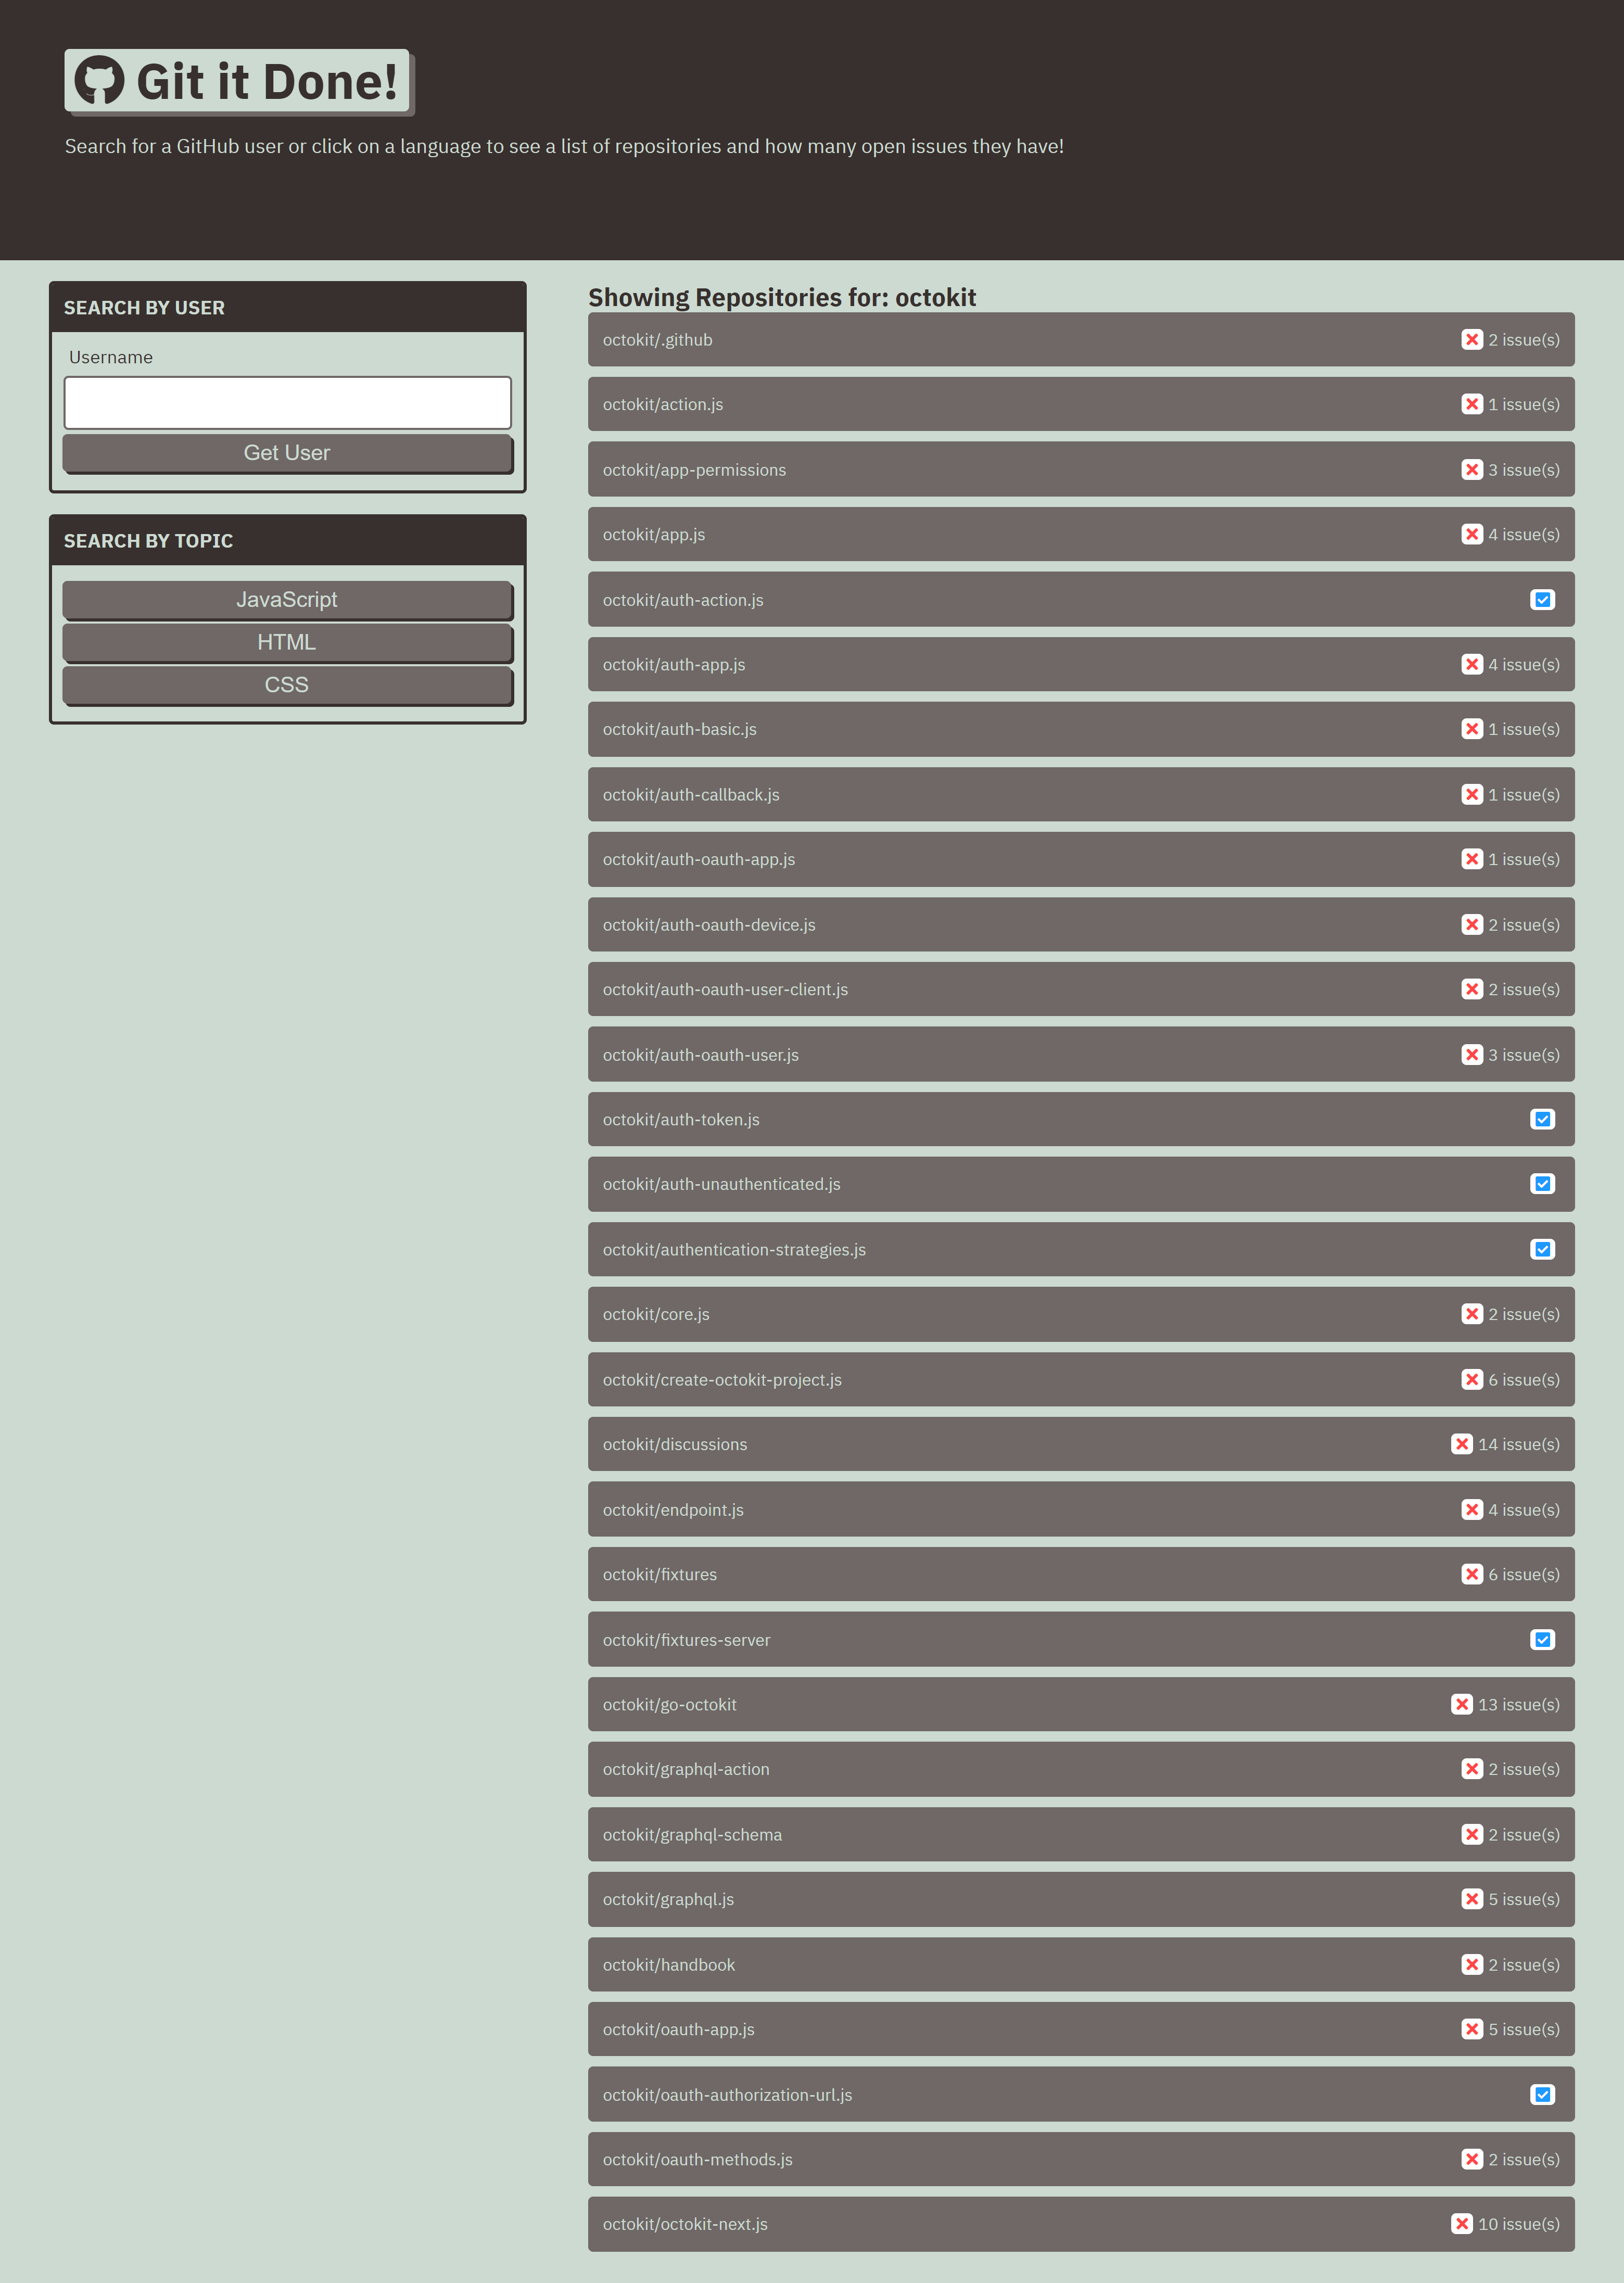 Git it Done!
Search for a GitHub user or click on a language to see a list of repositories and how many open issues they have!
SEARCH BY USER
Username
Get User
SEARCH BY TOPIC
JavaScript
HTML
CSS
Showing Repositories for: octokit
octokit/.github 2 issue(s)
octokit/action.js 1 issue(s)
octokit/app-permissions 3 issue(s)
octokit/app.js 4 issue(s)
octokit/auth-action.js
octokit/auth-app.js 4 issue(s)
octokit/auth-basic.js 1 issue(s)
octokit/auth-callback.js 1 issue(s)
octokit/auth-oauth-app.js 1 issue(s)
octokit/auth-oauth-device.js 2 issue(s)
octokit/auth-oauth-user-client.js 2 issue(s)
octokit/auth-oauth-user.js 3 issue(s)
octokit/auth-token.js
octokit/auth-unauthenticated.js
octokit/authentication-strategies.js
octokit/core.js 2 issue(s)
octokit/create-octokit-project.js 6 issue(s)
octokit/discussions 14 issue(s)
octokit/endpoint.js 4 issue(s)
octokit/fixtures 6 issue(s)
octokit/fixtures-server
octokit/go-octokit 13 issue(s)
octokit/graphql-action 2 issue(s)
octokit/graphql-schema 2 issue(s)
octokit/graphql.js 5 issue(s)
octokit/handbook 2 issue(s)
octokit/oauth-app.js 5 issue(s)
octokit/oauth-authorization-url.js
octokit/oauth-methods.js 2 issue(s)
octokit/octokit-next.js 10 issue(s)